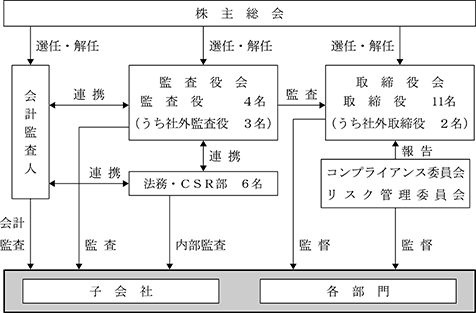 株主総会
選任・解任
選任・解任
選任・解任
会計監査人
連携
監査役会
監査役 4名
（うち社外監査役 3名）
監査
取締役会
取締役 11名
（うち社外取締役 2名）
連携
報告
連携
法務・CSR部 6名
コンプライアンス委員会
リスク管理委員会
会計
監査
監査
内部監査
監督
監督
子会社
各部門